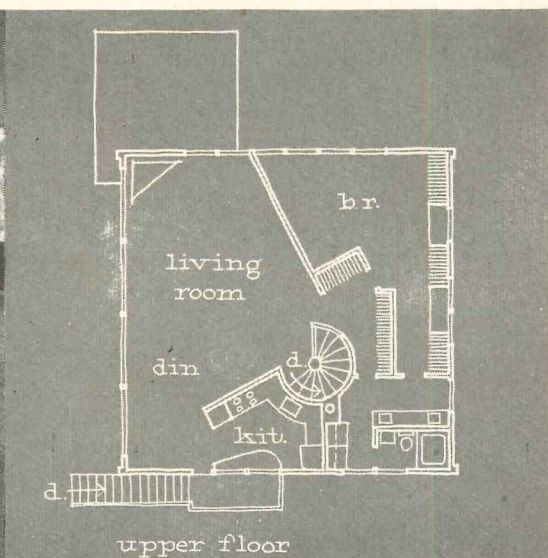 b.r.
living
room
d.
din
kit.
d.
upper floor